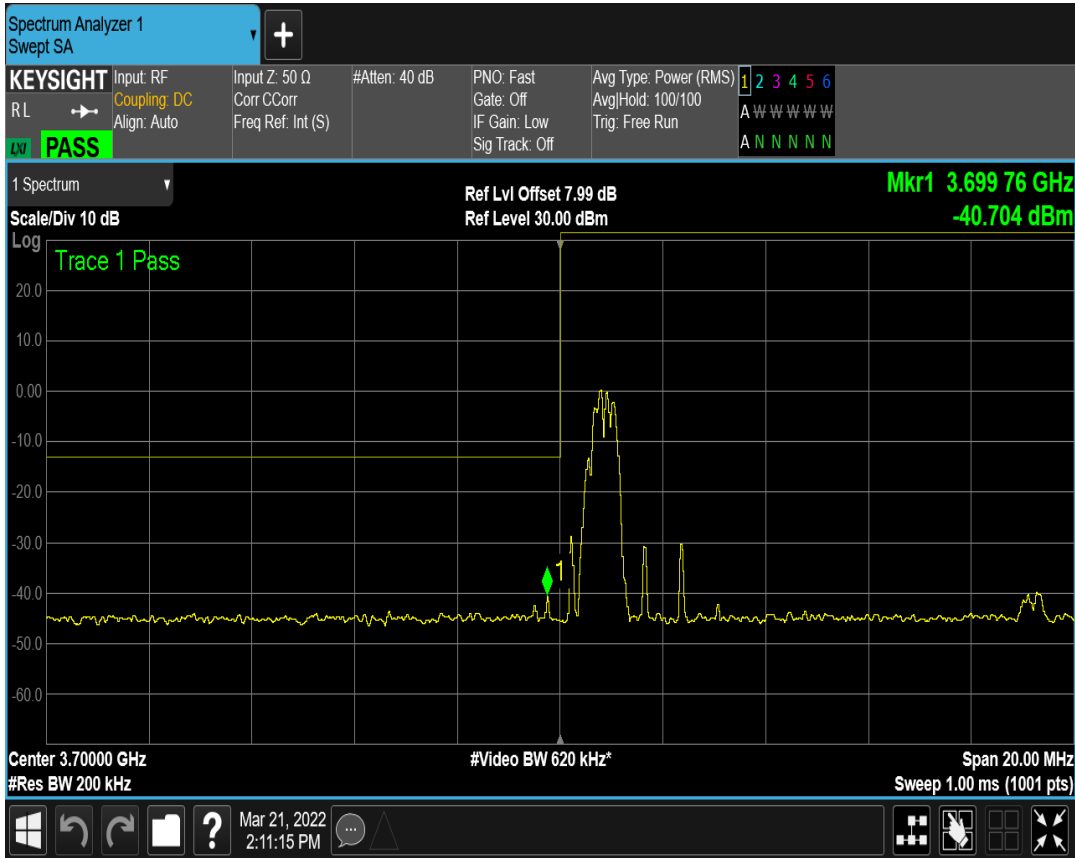 Spectrum Analyzer 1
Swept SA
+
KEYSIGHT
RL
LXI PASS
Input: RF
Coupling: DC
Align: Auto
Input Z: 50 Ω
Corr CCorr
Freq Ref: Int (S)
#Atten: 40 dB
PNO: Fast
Gate: Off
IF Gain: Low
Sig Track: Off
Avg Type: Power (RMS)
Avg|Hold: 100/100
Trig: Free Run
1 2 3 4 5 6
A W W W W W
A N N N N N
1 Spectrum
Scale/Div 10 dB
Ref Lvl Offset 7.99 dB
Ref Level 30.00 dBm
Mkr1 3.699 76 GHz
-40.704 dBm
Log
Trace 1 Pass
20.0
10.0
0.00
-10.0
-20.0
-30.0
1
-40.0
-50.0
-60.0
Center 3.70000 GHz
#Res BW 200 kHz
#Video BW 620 kHz*
Span 20.00 MHz
Sweep 1.00 ms (1001 pts)
?
Mar 21, 2022
2:11:15 PM